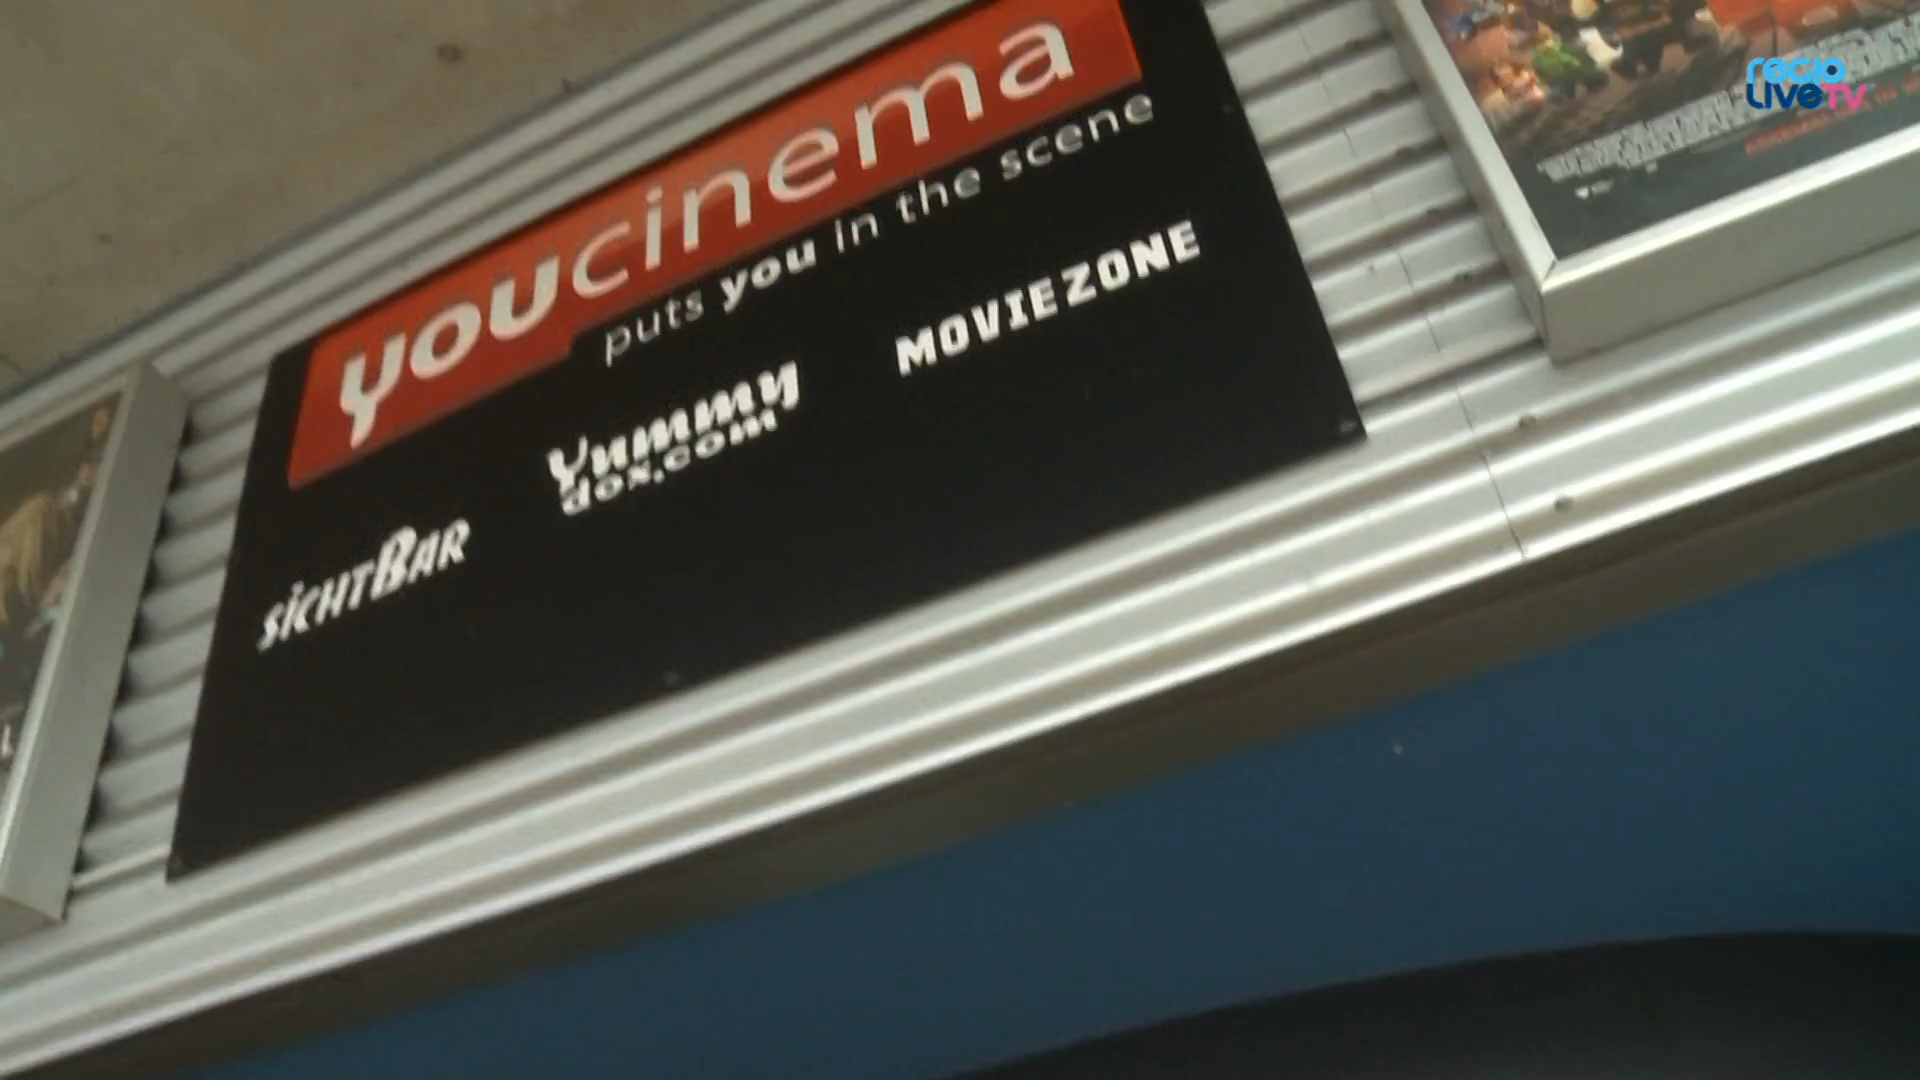 youcinema
puts you in the scene
sichtBar
Yummy
dox.com
MOVIEZONE
regio
LiveTV